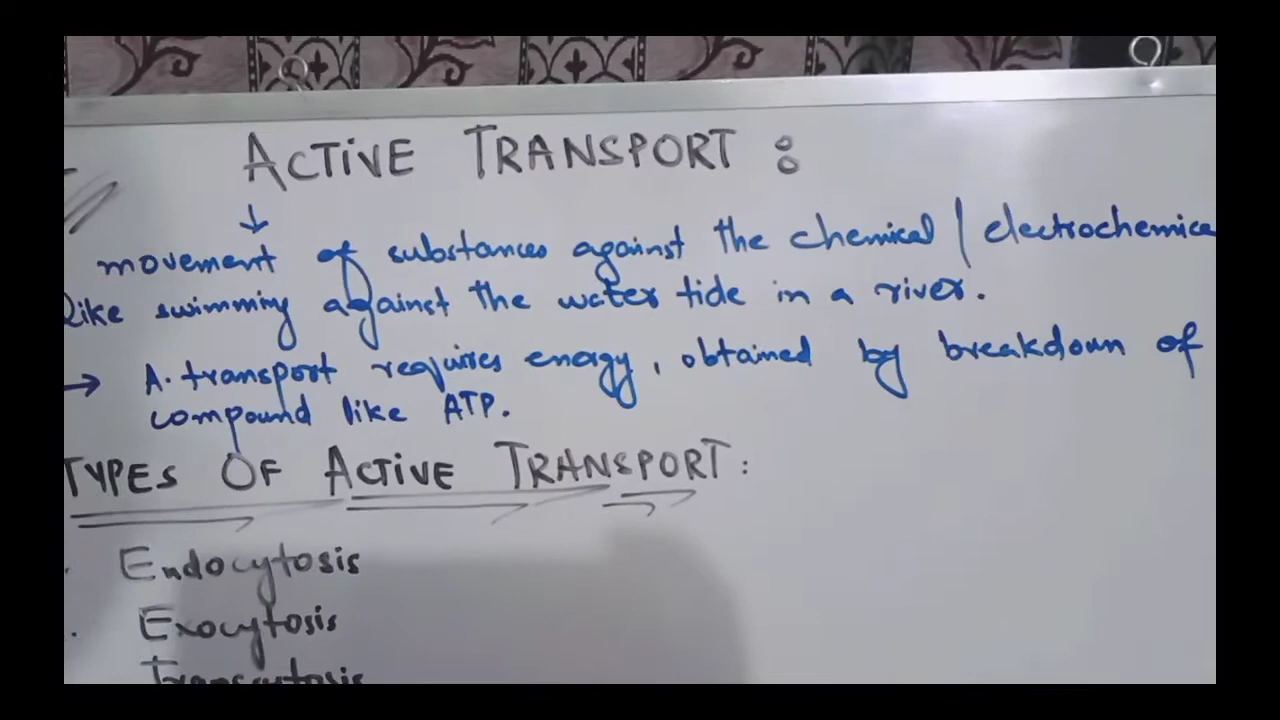 ACTIVE TRANSPORT :
movement of substances against the chemical / electrochemica
like swimming against the water tide in a river.
→ A. transport requires energy, obtained by breakdown of
compound like ATP.
TYPES OF ACTIVE TRANSPORT :
Endocytosis
Exocytosis
Transcytosis